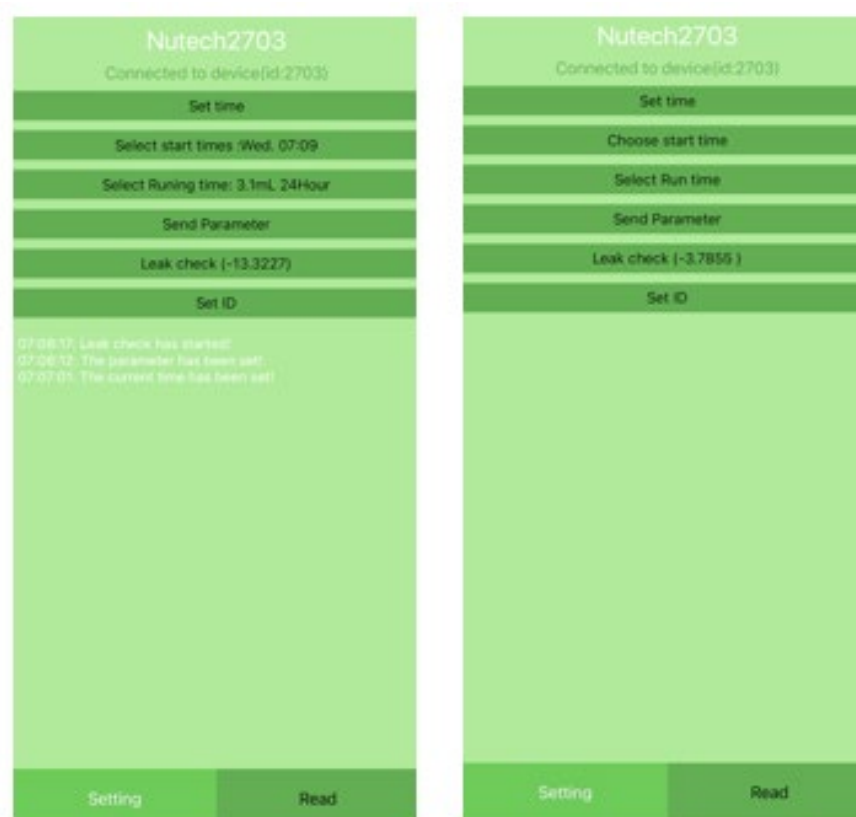 Nutech2703
Connected to device(id:2703)
Set time
Select start times :Wed. 07:09
Select Runing time: 3.1mL 24Hour
Send Parameter
Leak check (-13.3227)
Set ID
07:08:17: Leak check has started!
07:08:12: The parameter has been set!
07:07:01: The current time has been set!
Setting
Read
Nutech2703
Connected to device(id:2703)
Set time
Choose start time
Select Run time
Send Parameter
Leak check (-3.7855 )
Set ID
Setting
Read